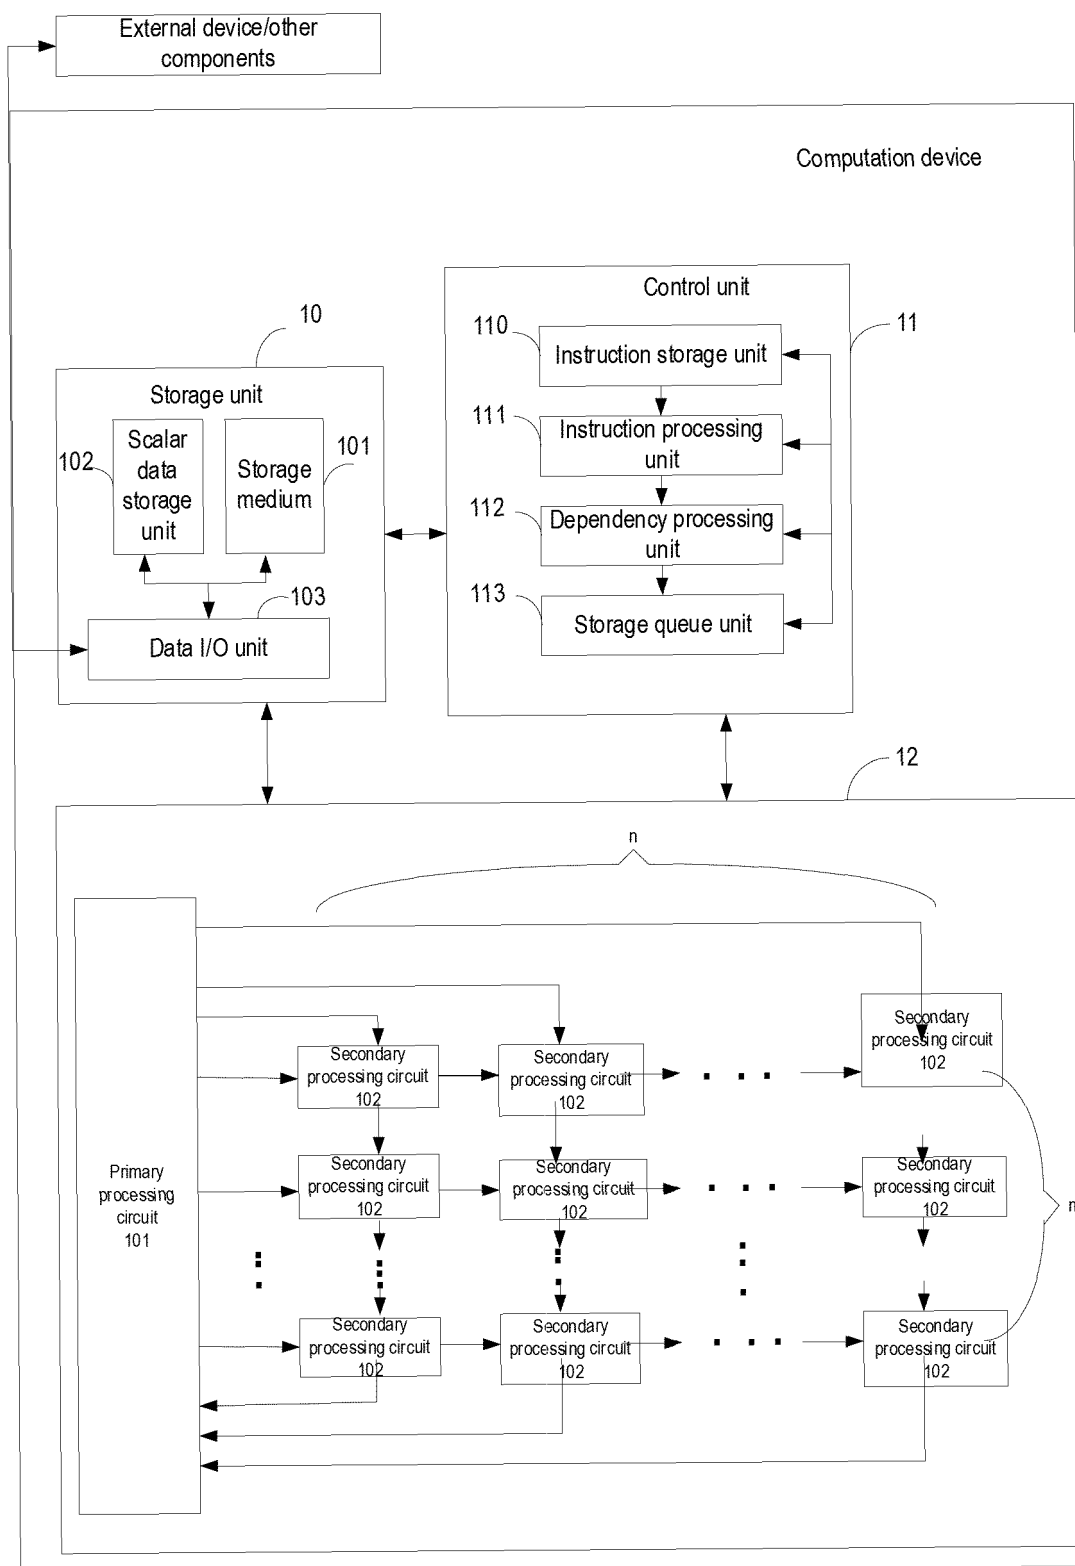 External device/other
components
Computation device
Control unit
10
110
11
Instruction storage unit
Storage unit
111
Instruction processing
unit
102
Scalar
data
storage
unit
Storage
medium
101
112
Dependency processing
unit
103
113
Storage queue unit
Data I/O unit
12
n
Secondary
processing circuit
102
Secondary
processing circuit
102
Secondary
processing circuit
102
Primary
processing
circuit
101
Secondary
processing circuit
102
Secondary
processing circuit
102
Secondary
processing circuit
102
Secondary
processing circuit
102
Secondary
processing circuit
102
Secondary
processing circuit
102